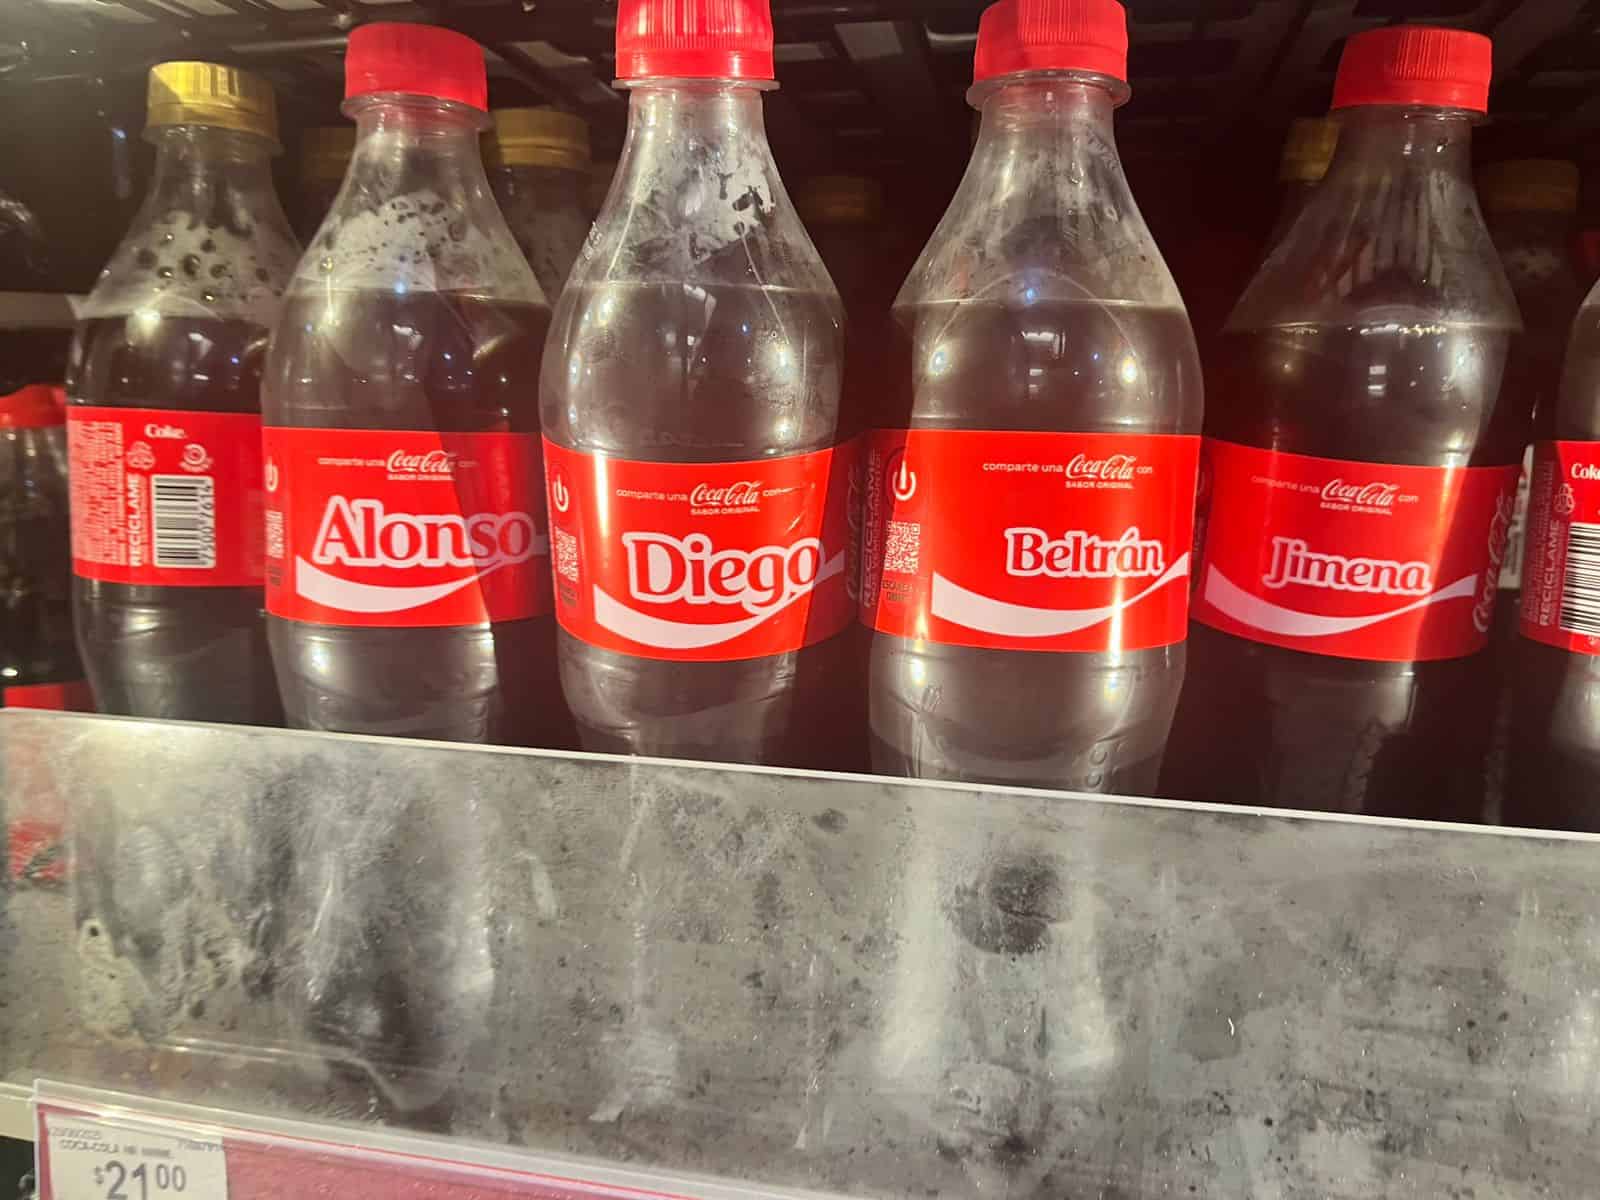 Coke
RECICLAME
comparte una Coca-Cola con
SABOR ORIGINAL
Alonso
comparte una Coca-Cola con
SABOR ORIGINAL
Diego
comparte una Coca-Cola con
SABOR ORIGINAL
Beltrán
comparte una Coca-Cola con
SABOR ORIGINAL
Jimena
Coke
RECICLAME
COCA-COLA
$21.00